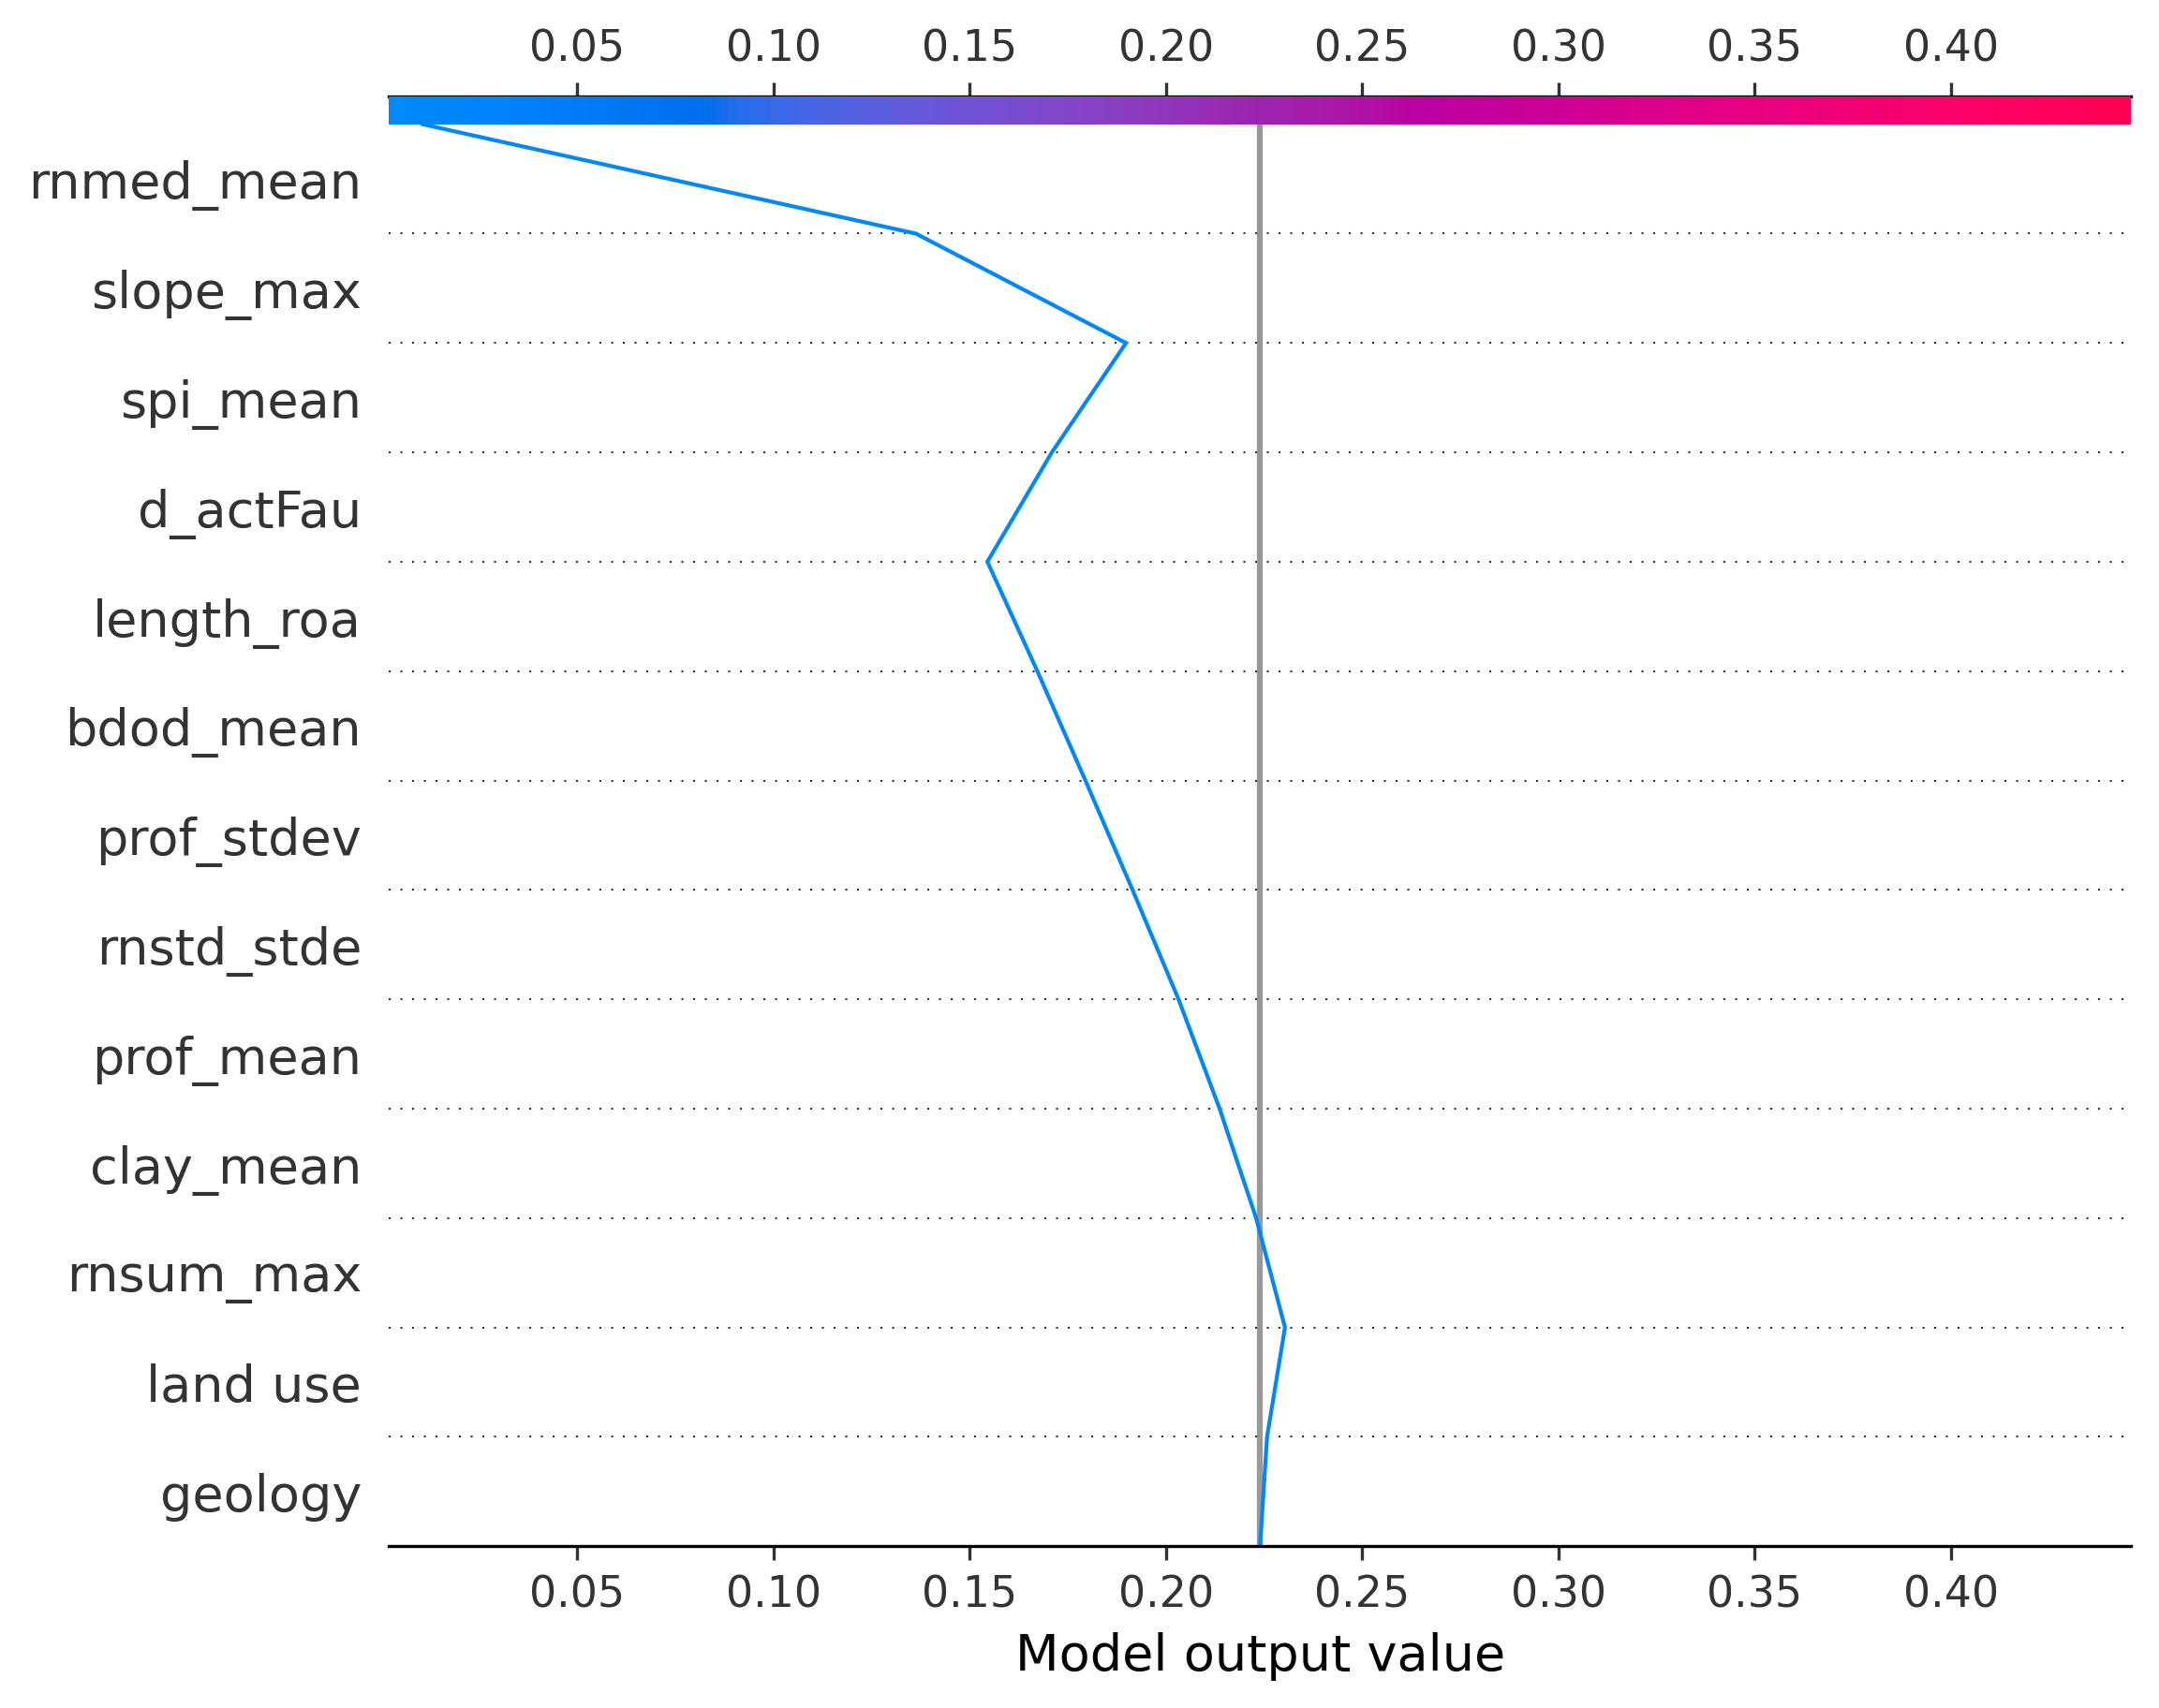 0.05 0.10 0.15 0.20 0.25 0.30 0.35 0.40
rnmed_mean
slope_max
spi_mean
d_actFau
length_roa
bdod_mean
prof_stdev
rnstd_stde
prof_mean
clay_mean
rnsum_max
land use
geology
0.05 0.10 0.15 0.20 0.25 0.30 0.35 0.40
Model output value